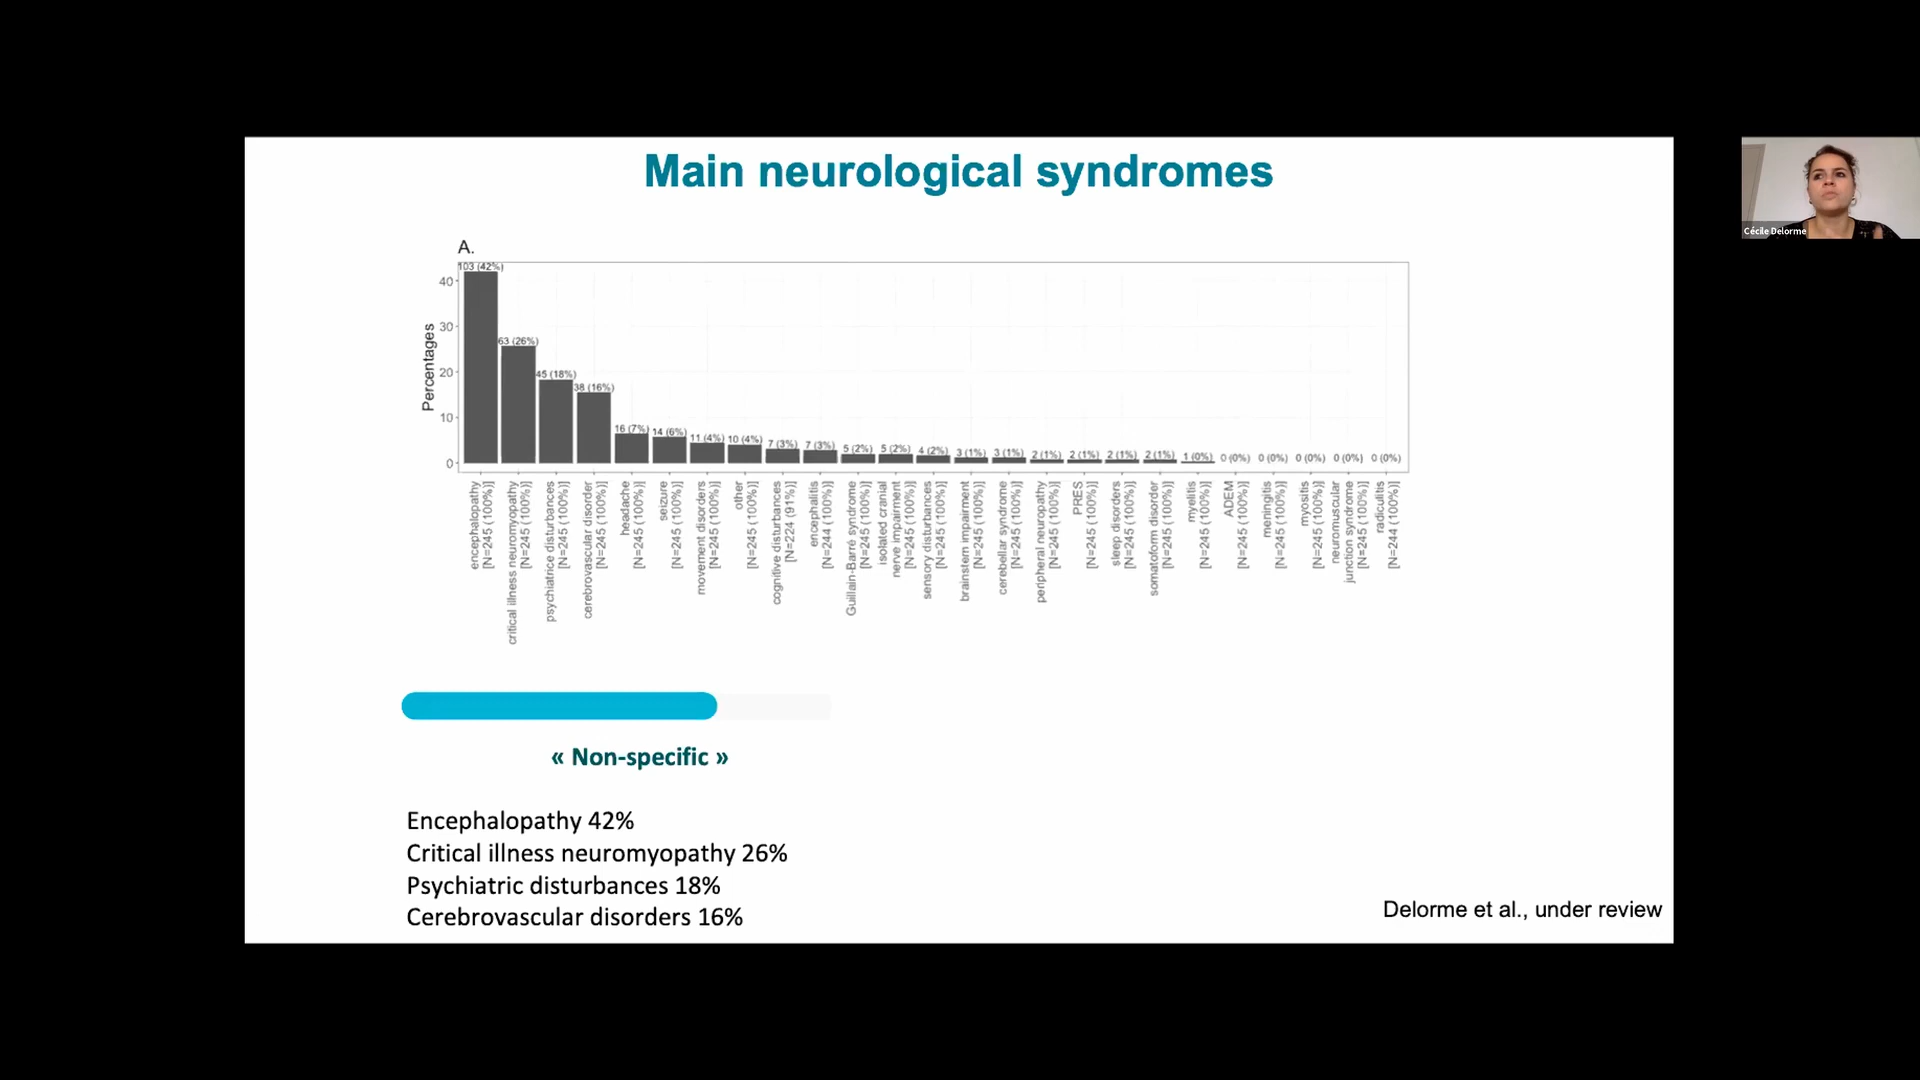 Main neurological syndromes
Cécile Delorme
A.
Percentages
40
30
20
10
0
103 (42%)
63 (26%)
45 (18%)
38 (16%)
16 (7%)
14 (6%)
11 (4%)
10 (4%)
7 (3%)
7 (3%)
5 (2%)
5 (2%)
4 (2%)
3 (1%)
3 (1%)
2 (1%)
2 (1%)
2 (1%)
2 (1%)
1 (0%)
0 (0%)
0 (0%)
0 (0%)
0 (0%)
0 (0%)
encephalopathy
[N=245 (100%)]
critical illness neuromyopathy
[N=245 (100%)]
psychiatrice disturbances
[N=245 (100%)]
cerebrovascular disorder
[N=245 (100%)]
headache
[N=245 (100%)]
seizure
[N=245 (100%)]
movement disorders
[N=245 (100%)]
other
[N=245 (100%)]
cognitive disturbances
[N=224 (91%)]
encephalitis
[N=244 (100%)]
Guillain-Barré syndrome
[N=245 (100%)]
isolated cranial
nerve impairment
[N=245 (100%)]
sensory disturbances
[N=245 (100%)]
brainstem impairment
[N=245 (100%)]
cerebellar syndrome
[N=245 (100%)]
peripheral neuropathy
[N=245 (100%)]
PRES
[N=245 (100%)]
sleep disorders
[N=245 (100%)]
somatoform disorder
[N=245 (100%)]
myelitis
[N=245 (100%)]
ADEM
[N=245 (100%)]
meningitis
[N=245 (100%)]
myositis
[N=245 (100%)]
neuromuscular
junction syndrome
[N=245 (100%)]
radiculitis
[N=244 (100%)]
« Non-specific »
Encephalopathy 42%
Critical illness neuromyopathy 26%
Psychiatric disturbances 18%
Cerebrovascular disorders 16%
Delorme et al., under review